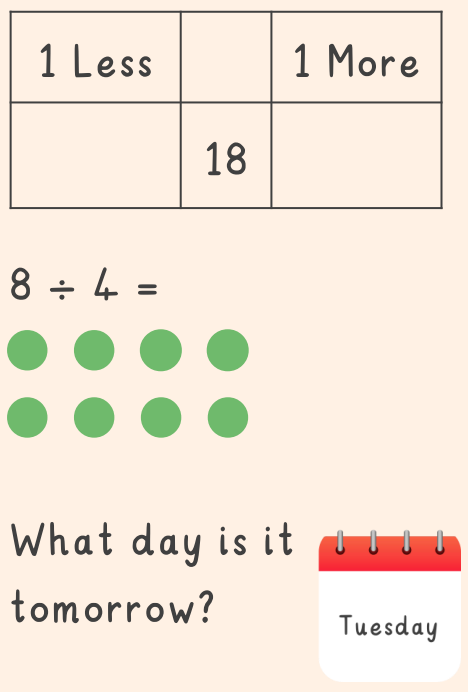 1 Less 1 More
18
8 ÷ 4 =
What day is it
tomorrow?
Tuesday